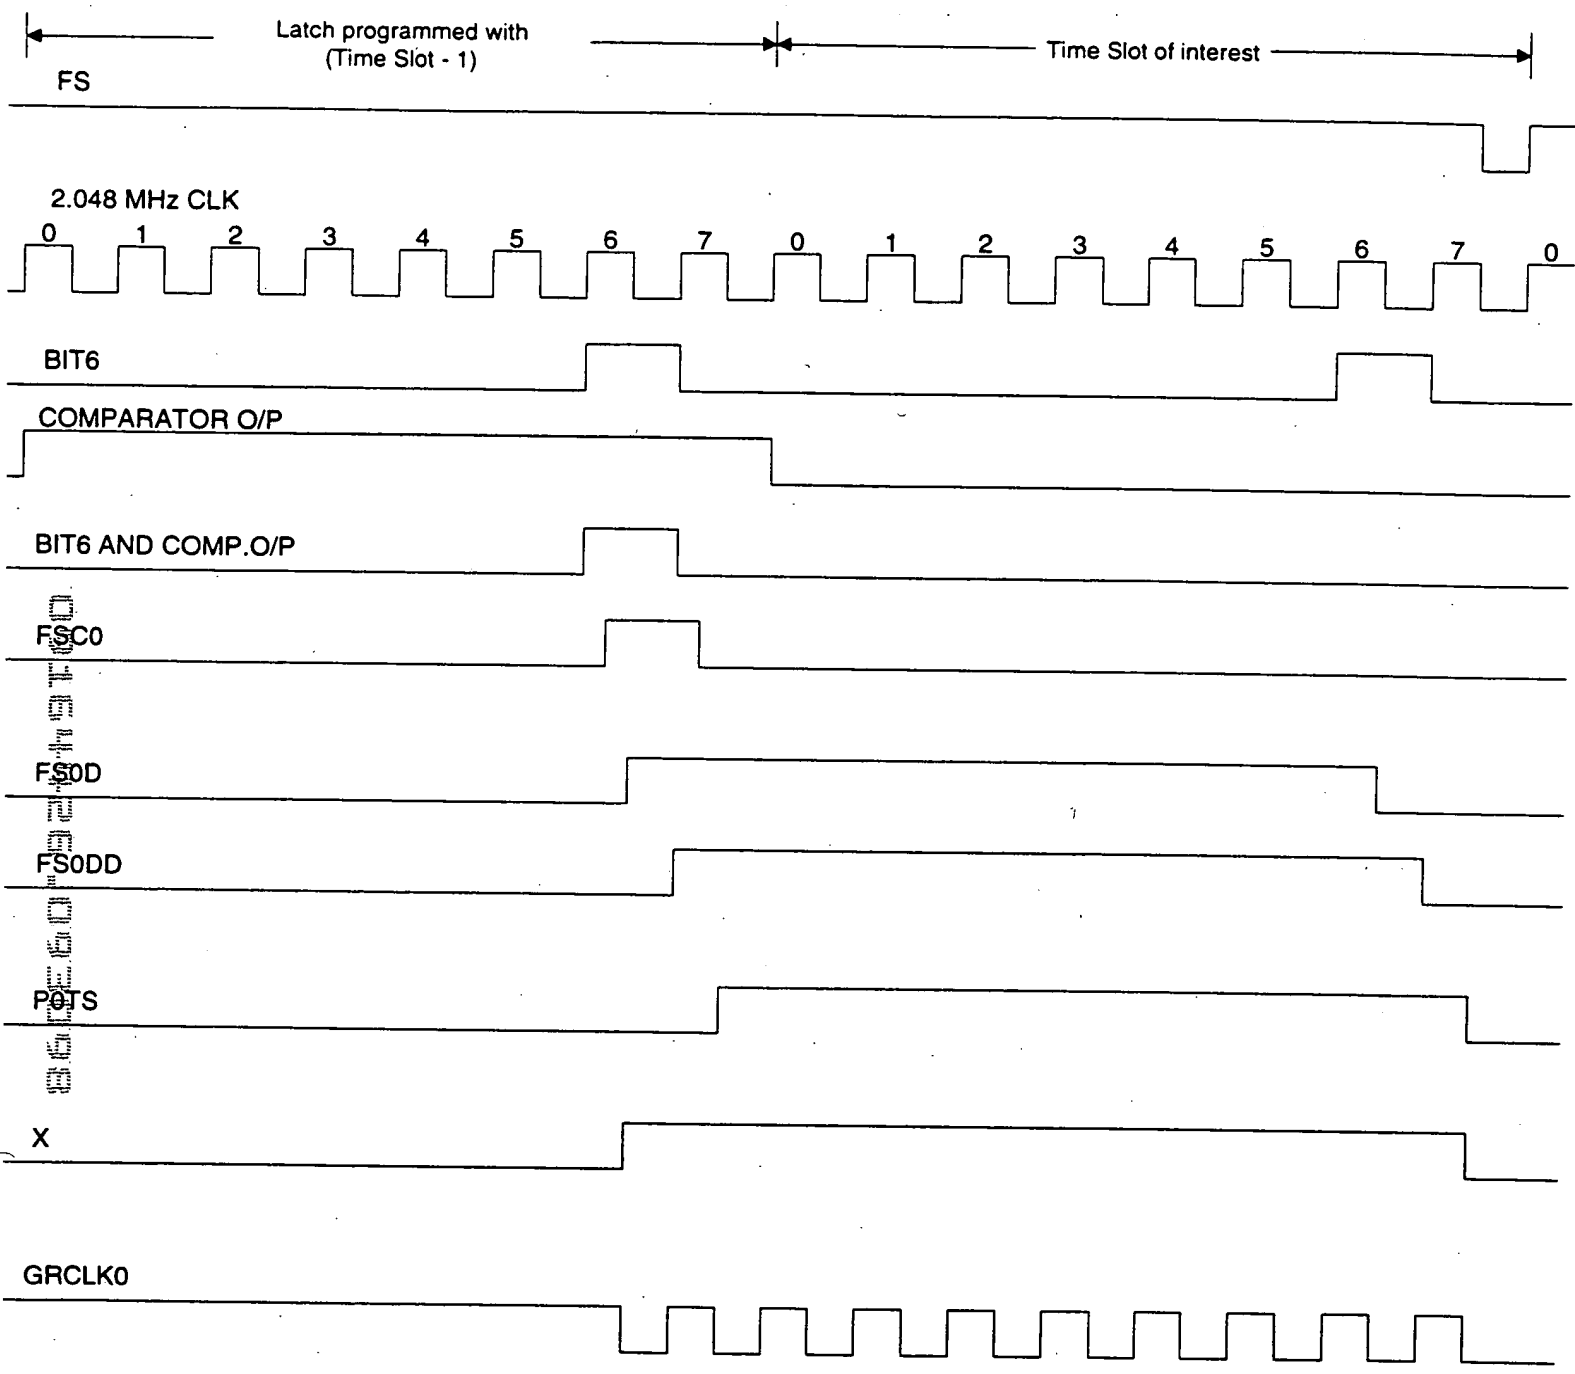 Latch programmed with
(Time Slot - 1)
Time Slot of interest
FS
2.048 MHz CLK
0 1 2 3 4 5 6 7 0 1 2 3 4 5 6 7 0
BIT6
COMPARATOR O/P
BIT6 AND COMP.O/P
FSC0
FS0D
FS0DD
P0TS
X
GRCLK0